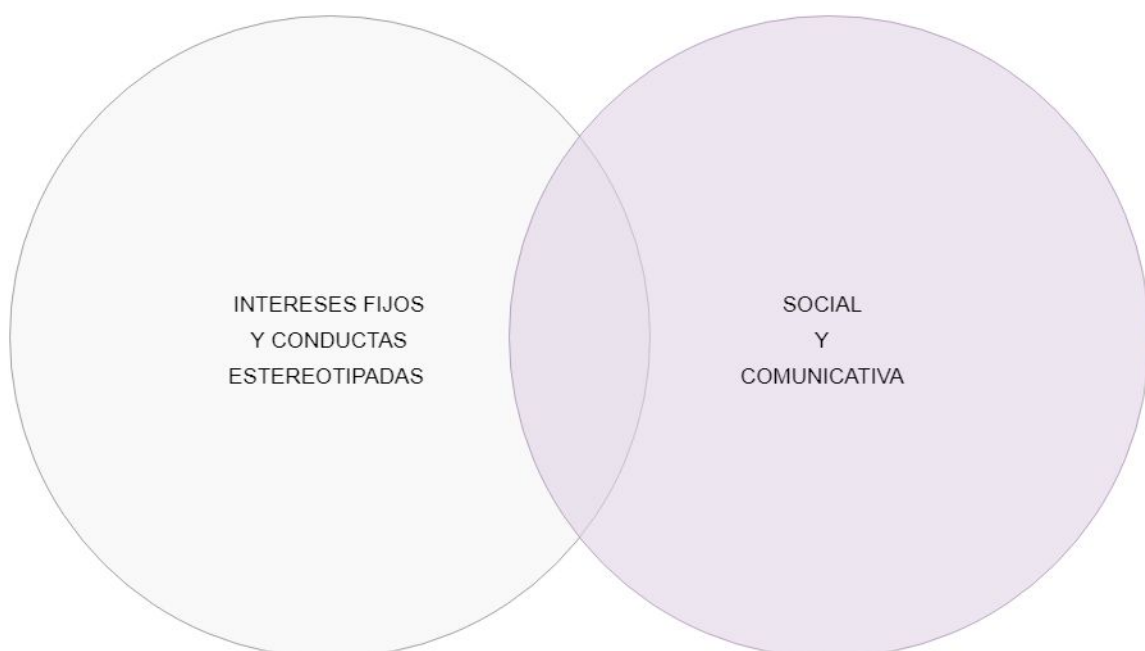 INTERESES FIJOS
Y CONDUCTAS
ESTEREOTIPADAS
SOCIAL
Y
COMUNICATIVA